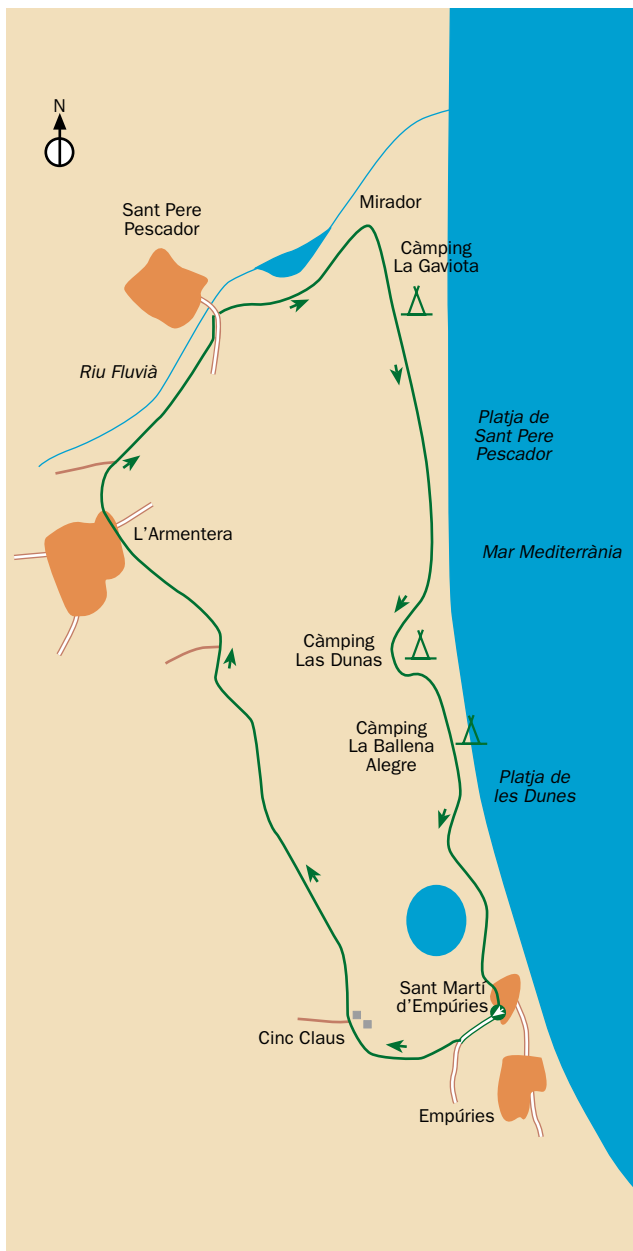 N
Mirador
Sant Pere
Pescador
Càmping
La Gaviota
Riu Fluvià
Platja de
Sant Pere
Pescador
L'Armentera
Mar Mediterrània
Càmping
Las Dunas
Càmping
La Ballena
Alegre
Platja de
les Dunes
Sant Martí
d'Empúries
Cinc Claus
Empúries